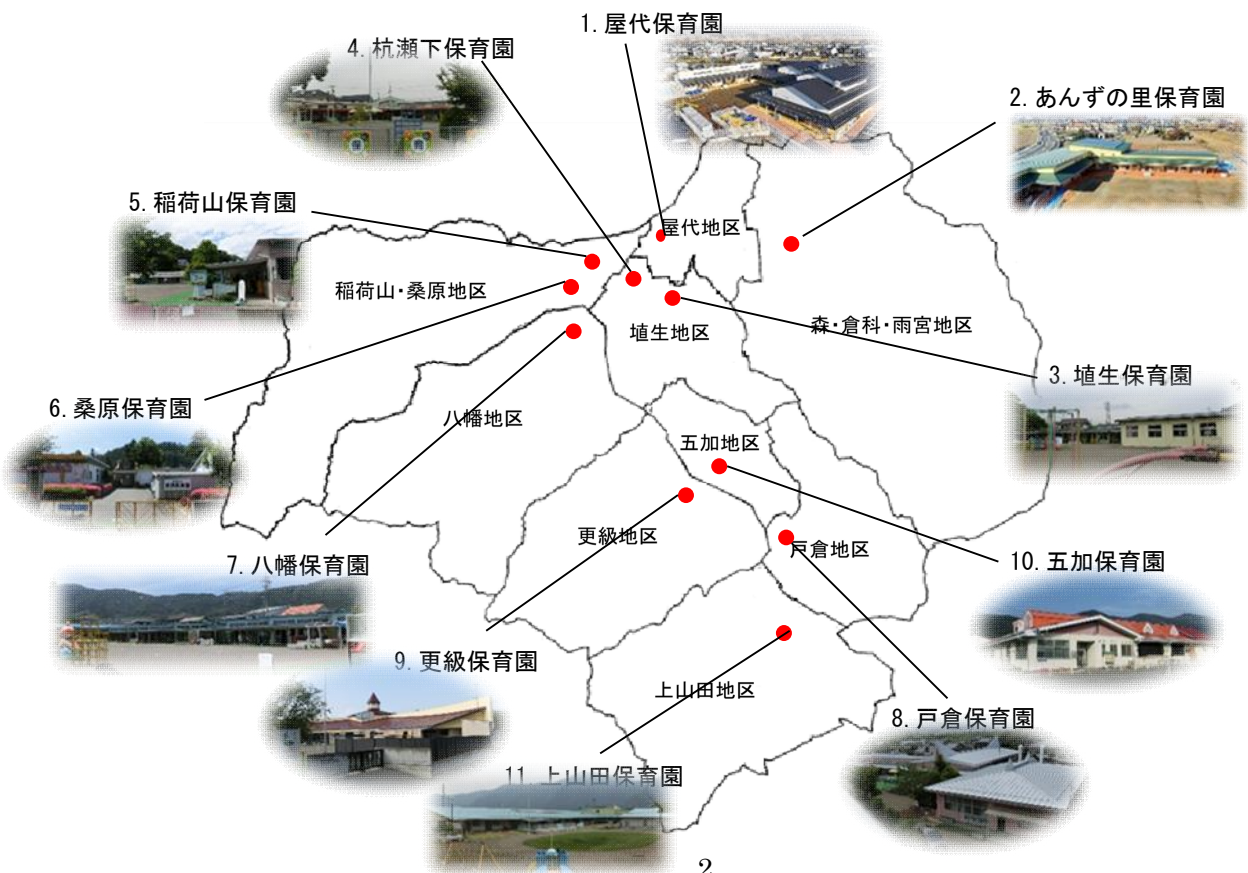 1. 屋代保育園
4. 杭瀬下保育園
2. あんずの里保育園
5. 稲荷山保育園
屋代地区
稲荷山・桑原地区
森・倉科・雨宮地区
埴生地区
3. 埴生保育園
6. 桑原保育園
八幡地区
五加地区
更級地区
戸倉地区
7. 八幡保育園
10. 五加保育園
9. 更級保育園
上山田地区
8. 戸倉保育園
11. 上山田保育園
2